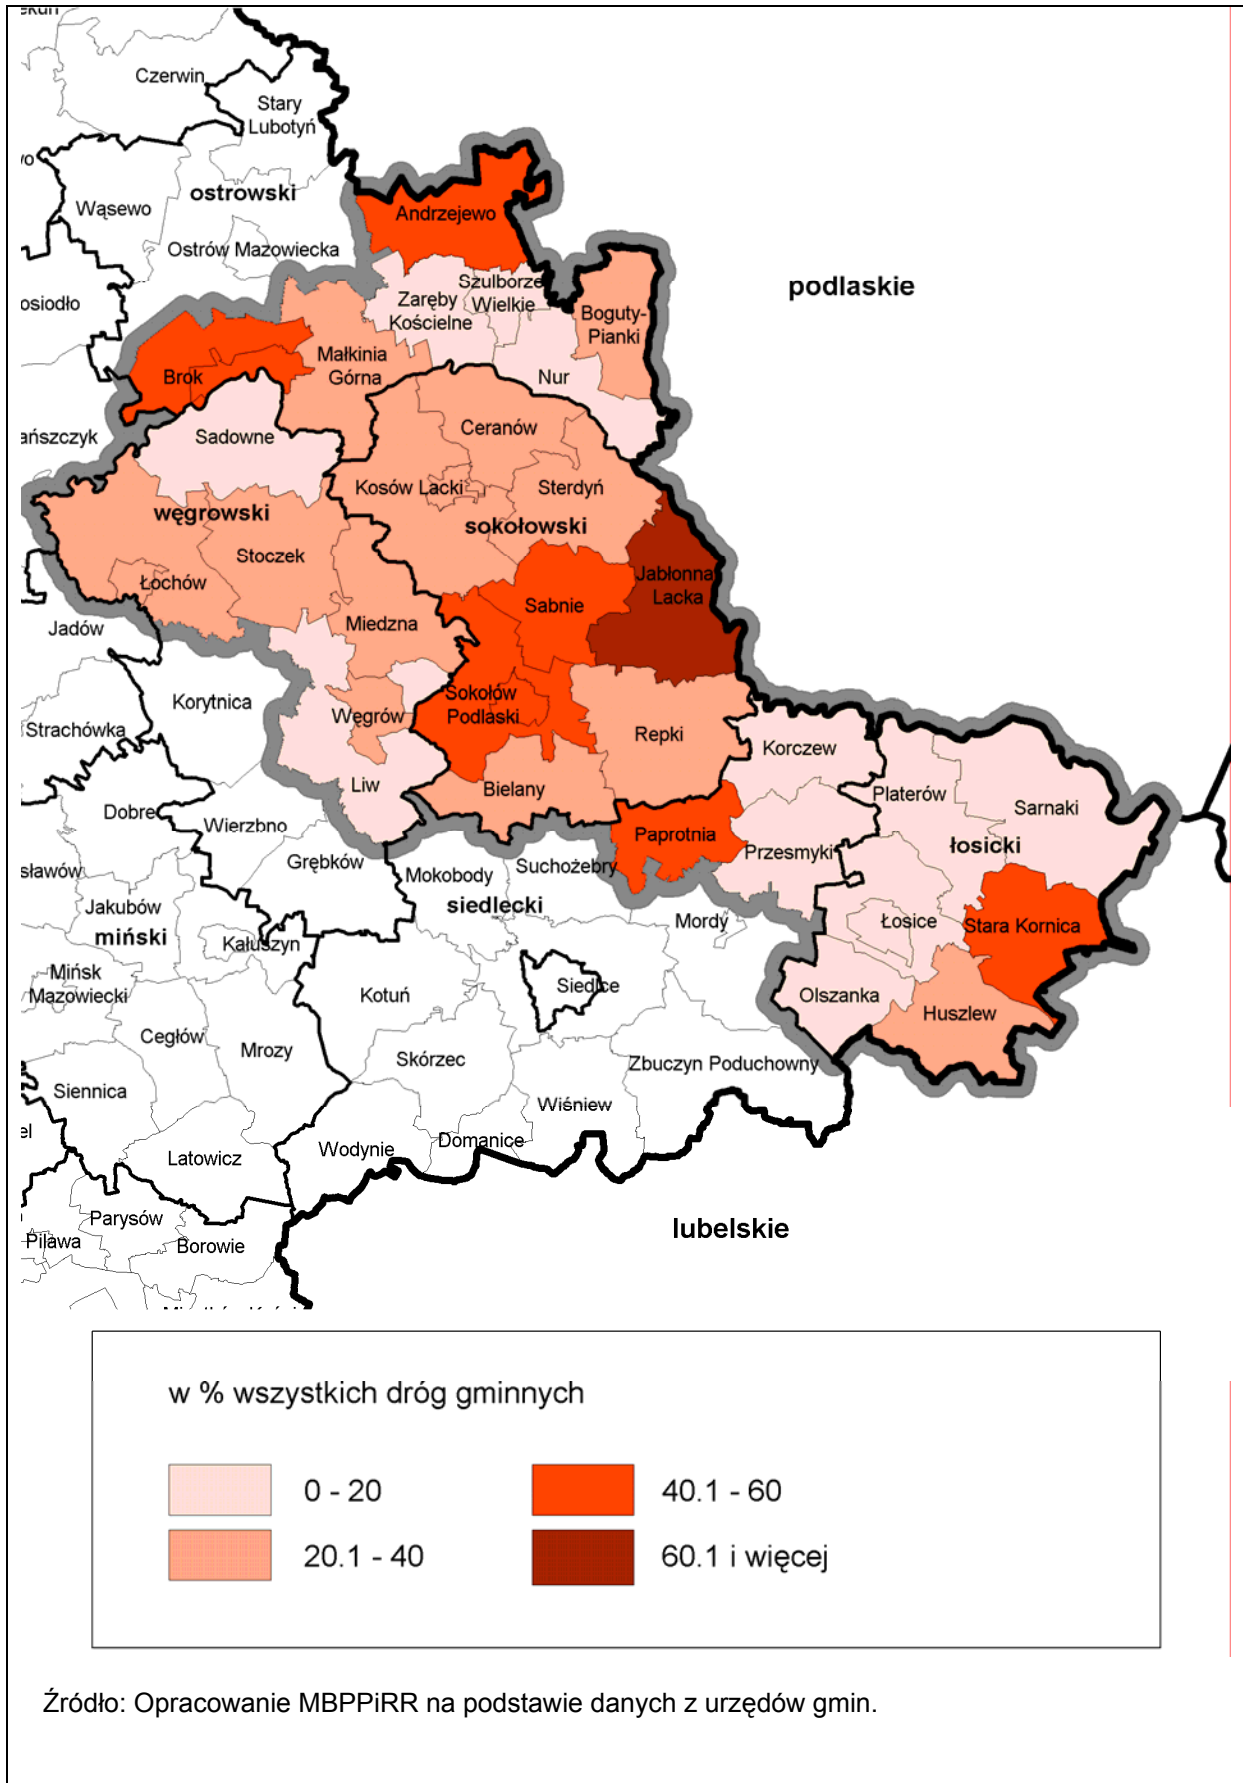 Czerwin
Stary
Lubotyń
ostrowski
Wąsewo
Andrzejewo
Ostrów Mazowiecka
podlaskie
Szulborze
Wielkie
Zaręby
Kościelne
osiodło
Boguty-
Pianki
Małkinia
Górna
Brok
Nur
Ceranów
Sadowne
ańszczyk
Kosów Lacki
Sterdyń
węgrowski
sokołowski
Stoczek
Łochów
Jabłonna
Lacka
Sabnie
Miedzna
Jadów
Korytnica
Sokołów
Podlaski
Węgrów
Strachówka
Repki
Korczew
Liw
Bielany
Platerów
Sarnaki
Dobre
Wierzbno
Paprotnia
łosicki
Przesmyki
Grębków
Suchożebry
Mokobody
sławów
siedlecki
Jakubów
miński
Mordy
Łosice
Stara Kornica
Kałuszyn
Mińsk
Mazowiecki
Siedlce
Kotuń
Olszanka
Huszlew
Cegłów
Mrozy
Skórzec
Zbuczyn Poduchowny
Siennica
Wiśniew
el
Domanice
Wodynie
Latowicz
Parysów
lubelskie
Pilawa
Borowie
w % wszystkich dróg gminnych
0 - 20
40.1 - 60
20.1 - 40
60.1 i więcej
Źródło: Opracowanie MBPPiRR na podstawie danych z urzędów gmin.